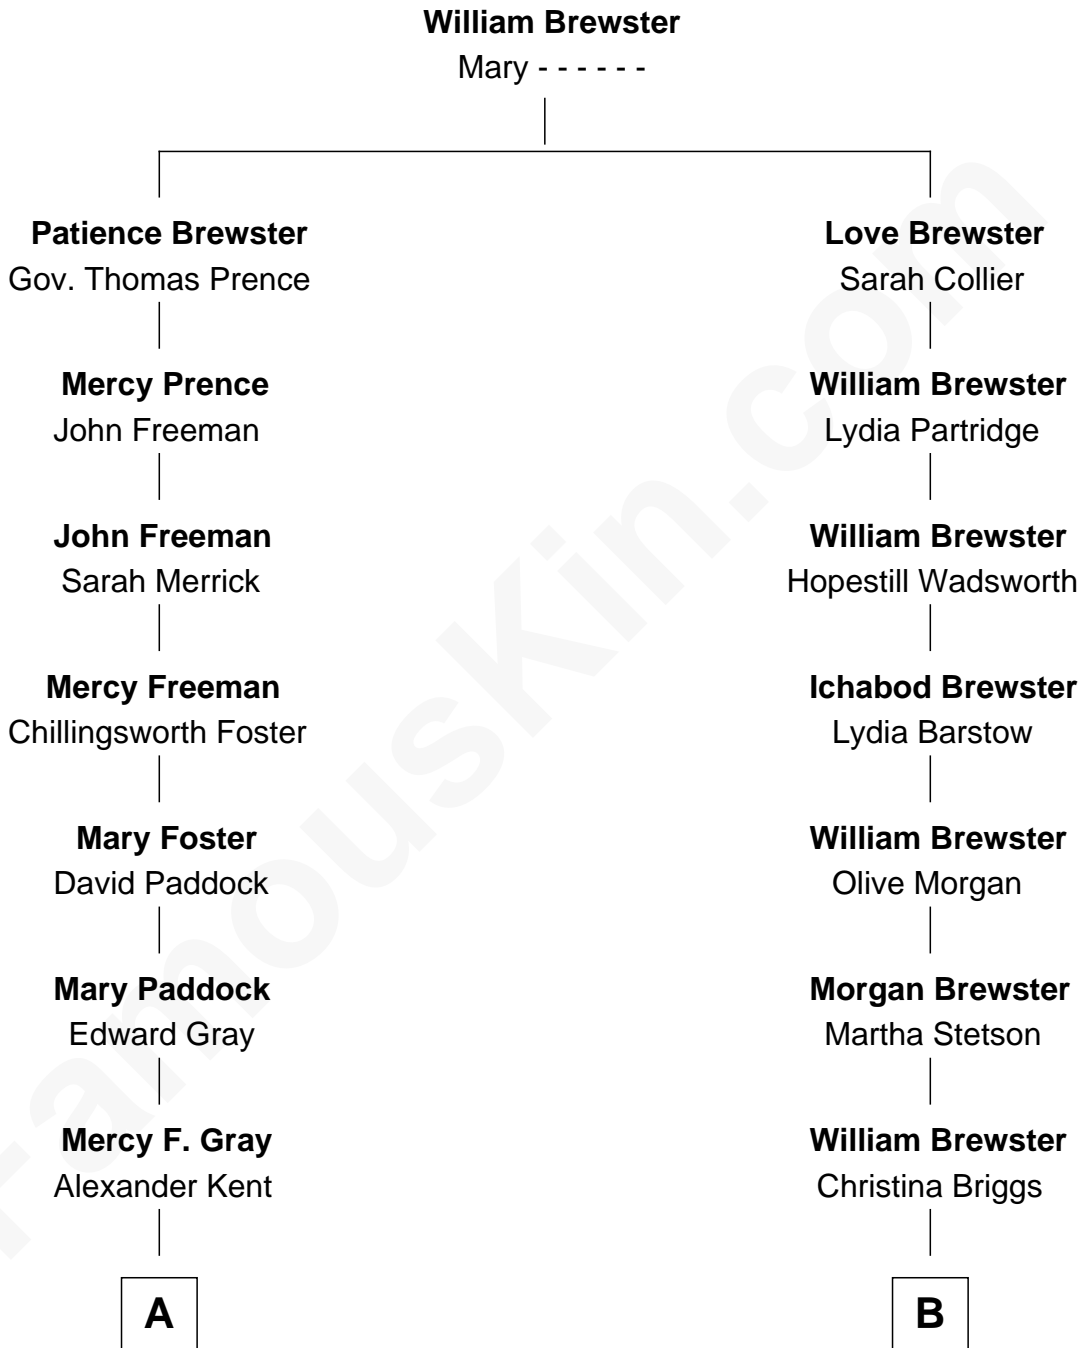 William Brewster
Mary - - - - - -
Patience Brewster
Gov. Thomas Prence
Love Brewster
Sarah Collier
Mercy Prence
John Freeman
William Brewster
Lydia Partridge
John Freeman
Sarah Merrick
William Brewster
Hopestill Wadsworth
Mercy Freeman
Chillingsworth Foster
Ichabod Brewster
Lydia Barstow
Mary Foster
David Paddock
William Brewster
Olive Morgan
Mary Paddock
Edward Gray
Morgan Brewster
Martha Stetson
Mercy F. Gray
Alexander Kent
William Brewster
Christina Briggs
A
B
FamousKin.com